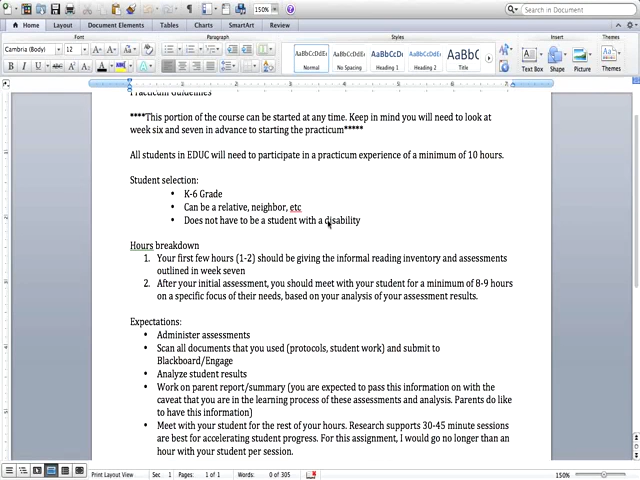 Search in Document
150%
Home Layout Document Elements Tables Charts SmartArt Review
Font Paragraph Styles Insert Themes
Cambria (Body) 12
AaBbCcDdEe AaBbCcDdEe AaBbCcD AaBbCcDdEe AaBb
Normal No Spacing Heading 1 Heading 2 Title Text Box Shape Picture Themes
Practicum Guidelines
****This portion of the course can be started at any time. Keep in mind you will need to look at
week six and seven in advance to starting the practicum*****
All students in EDUC will need to participate in a practicum experience of a minimum of 10 hours.
Student selection:
• K-6 Grade
• Can be a relative, neighbor, etc
• Does not have to be a student with a disability
Hours breakdown
1. Your first few hours (1-2) should be giving the informal reading inventory and assessments
outlined in week seven
2. After your initial assessment, you should meet with your student for a minimum of 8-9 hours
on a specific focus of their needs, based on your analysis of your assessment results.
Expectations:
• Administer assessments
• Scan all documents that you used (protocols, student work) and submit to
Blackboard/Engage
• Analyze student results
• Work on parent report/summary (you are expected to pass this information on with the
caveat that you are in the learning process of these assessments and analysis. Parents do like
to have this information)
• Meet with your student for the rest of your hours. Research supports 30-45 minute sessions
are best for accelerating student progress. For this assignment, I would go no longer than an
hour with your student per session.
Print Layout View Sec 1 Pages: 1 of 1 Words: 0 of 305 150%